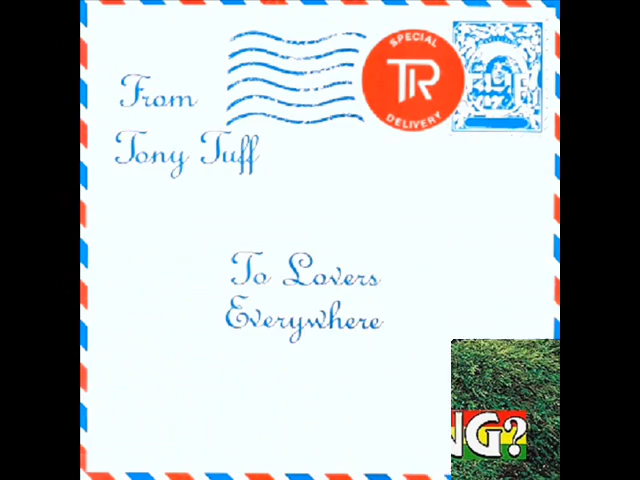 SPECIAL
TR
DELIVERY
From
Tony Tuff
To Lovers
Everywhere
NG?